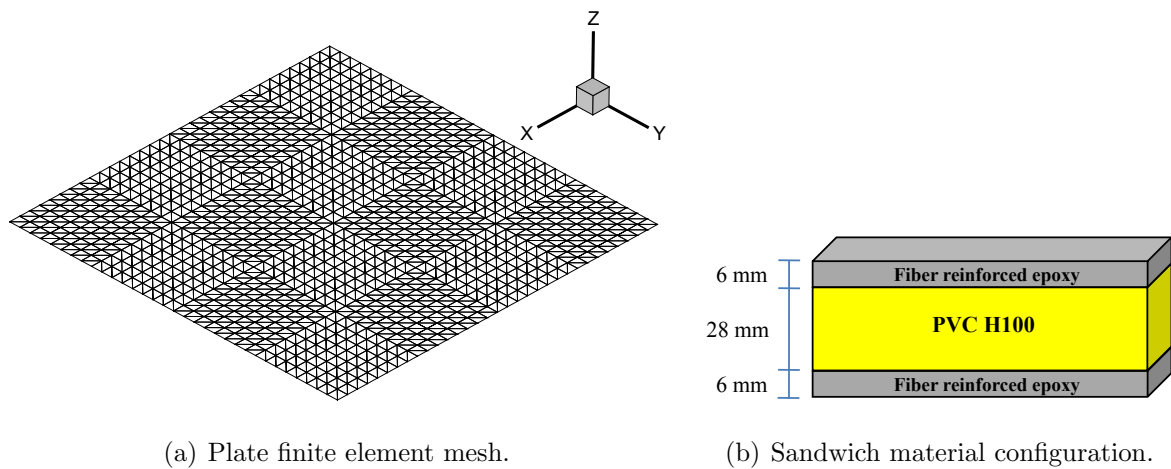 Z
X
Y
6 mm
Fiber reinforced epoxy
28 mm
PVC H100
6 mm
Fiber reinforced epoxy
(a) Plate finite element mesh.
(b) Sandwich material configuration.